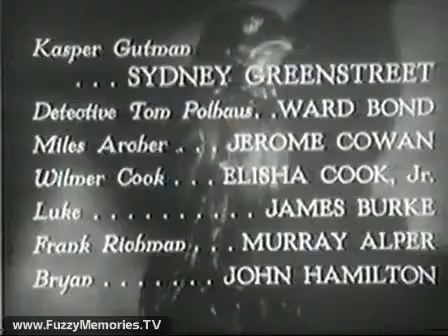 Kasper Gutman
. . . SYDNEY GREENSTREET
Detective Tom Polhaus. . WARD BOND
Miles Archer . . . JEROME COWAN
Wilmer Cook . . . ELISHA COOK, Jr.
Luke . . . . . . . . . . JAMES BURKE
Frank Richman . . . MURRAY ALPER
Bryan . . . . . . . JOHN HAMILTON
www.FuzzyMemories.TV